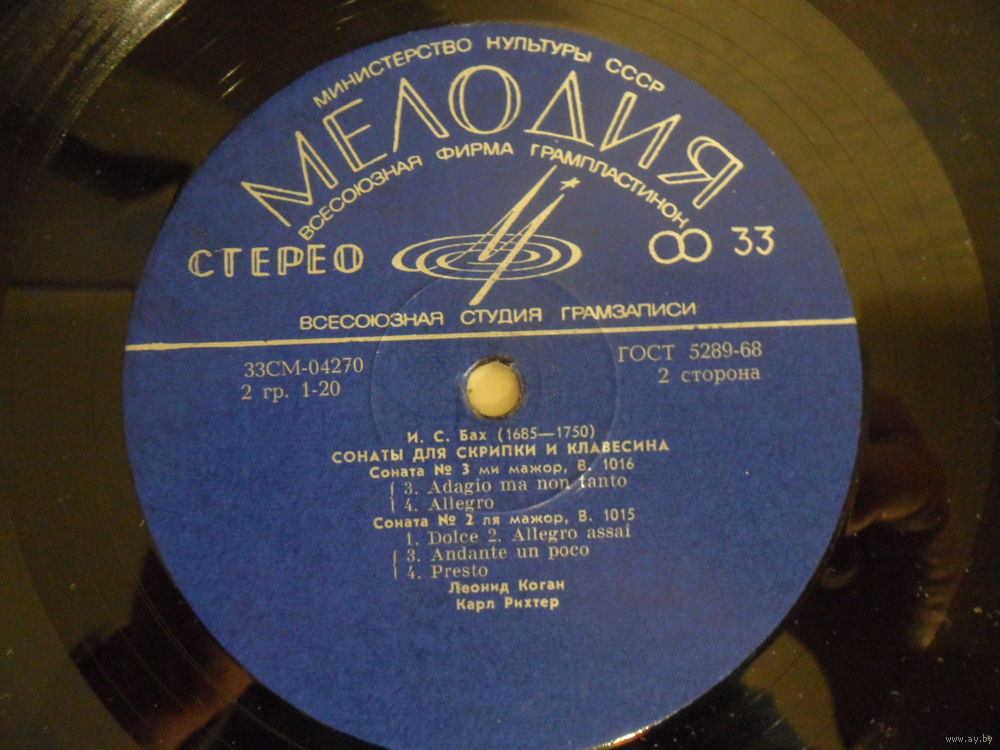 МИНИСТЕРСТВО КУЛЬТУРЫ СССР
МЕЛОДИЯ
ВСЕСОЮЗНАЯ ФИРМА ГРАМПЛАСТИНОК
СТЕРЕО 33
ВСЕСОЮЗНАЯ СТУДИЯ ГРАМЗАПИСИ
33СМ-04270 ГОСТ 5289-68
2 гр. 1-20 2 сторона
И. С. Бах (1685—1750)
СОНАТЫ ДЛЯ СКРИПКИ И КЛАВЕСИНА
Соната № 3 ми мажор, В. 1016
3. Adagio ma non tanto
4. Allegro
Соната № 2 ля мажор, В. 1015
1. Dolce 2. Allegro assai
3. Andante un poco
4. Presto
Леонид Коган
Карл Рихтер
www.ay.by